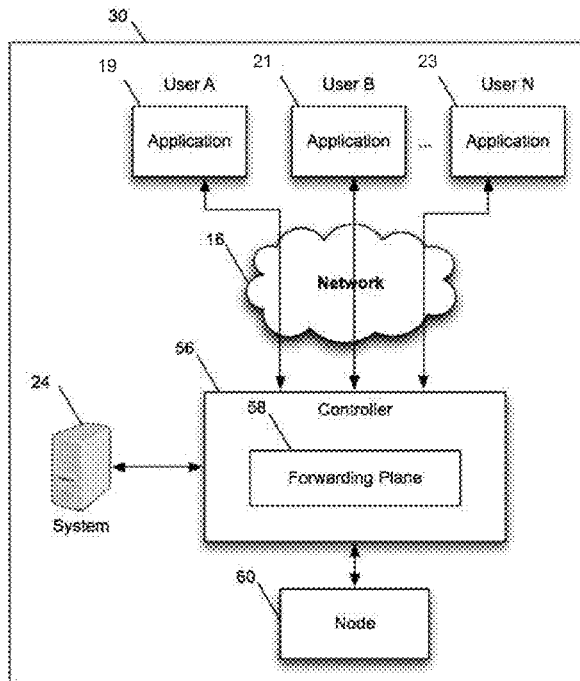 30
19 User A 21 User B 23 User N
Application Application ... Application
16
Network
56
Controller
24
58
Forwarding Plane
System
60
Node